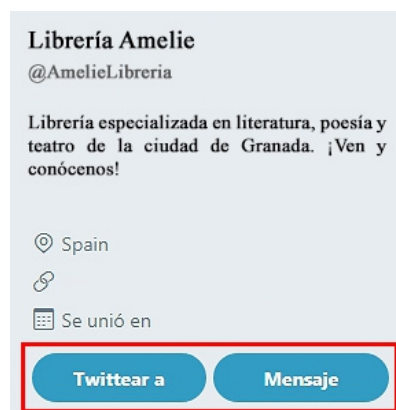 Librería Amelie
@AmelieLibreria
Librería especializada en literatura, poesía y
teatro de la ciudad de Granada. ¡Ven y
conócenos!
Spain
Se unió en
Twittear a
Mensaje